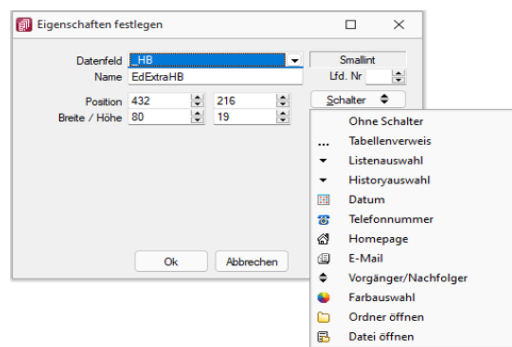 Eigenschaften festlegen
Datenfeld _HB Smallint
Name EdExtraHB Lfd. Nr
Position 432 216 Schalter
Breite / Höhe 80 19
Ohne Schalter
... Tabellenverweis
Listenauswahl
Historyauswahl
Datum
Telefonnummer
Homepage
E-Mail
Vorgänger/Nachfolger
Farbauswahl
Ordner öffnen
Datei öffnen
Ok Abbrechen